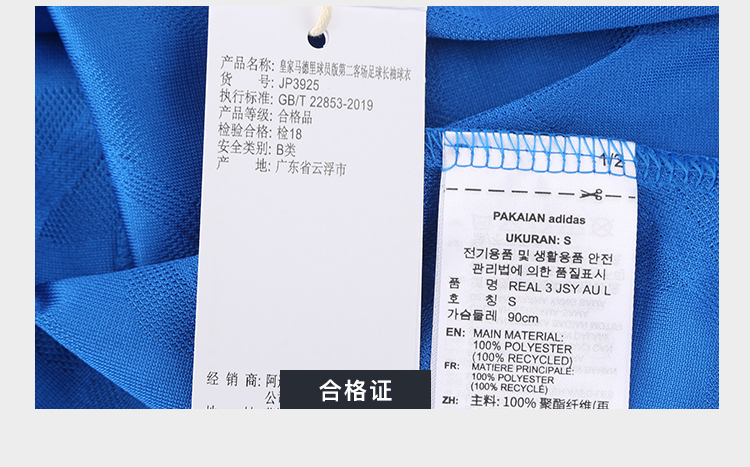 产品名称: 皇家马德里球员版第二客场足球长袖球衣
货 号: JP3925
执行标准: GB/T 22853-2019
产品等级: 合格品
检验合格: 检18
安全类别: B类
产 地: 广东省云浮市
经 销 商: 阿
公司
合格证
1/2
PAKAIAN adidas
UKURAN: S
전기용품 및 생활용품 안전
관리법에 의한 품질표시
品 명 REAL 3 JSY AU L
호 칭 S
가슴둘레 90cm
EN: MAIN MATERIAL:
100% POLYESTER
(100% RECYCLED)
FR: MATIERE PRINCIPALE:
100% POLYESTER
(100% RECYCLÉ)
ZH: 主料: 100% 聚酯纤维(再